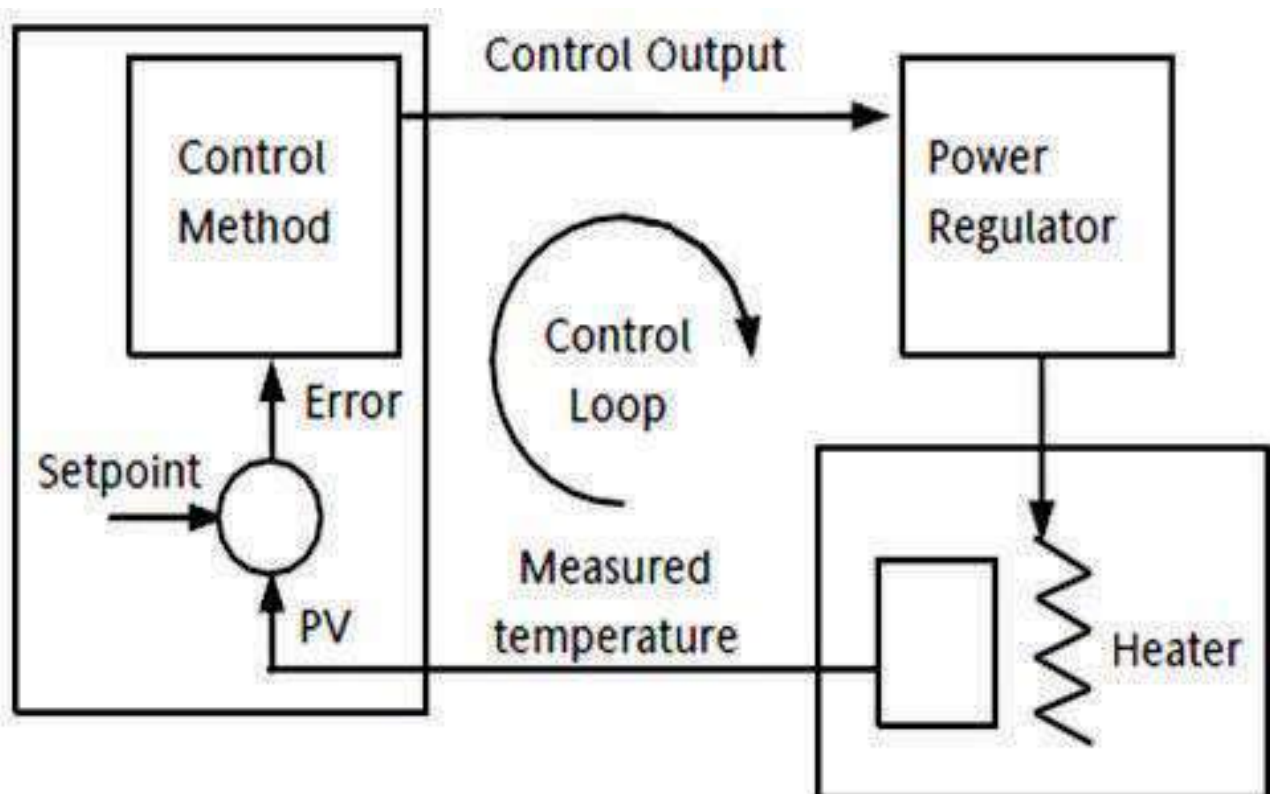 Control Output
Control
Method
Power
Regulator
Control
Loop
Error
Setpoint
Measured
temperature
PV
Heater